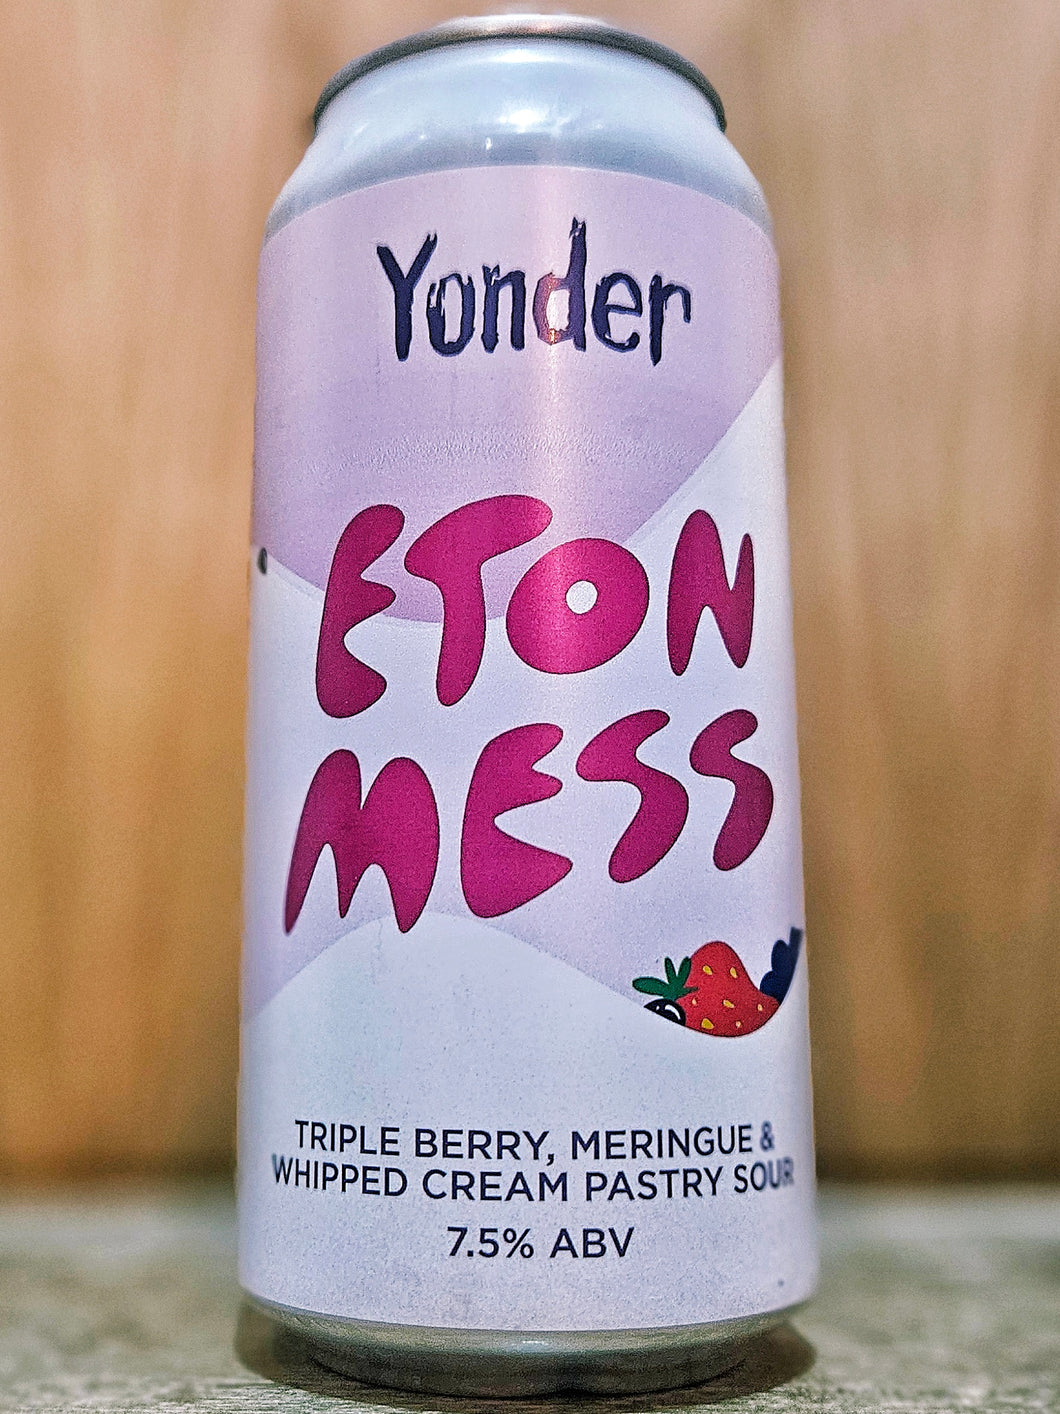 Yonder
ETON
MESS
TRIPLE BERRY, MERINGUE &
WHIPPED CREAM PASTRY SOUR
7.5% ABV